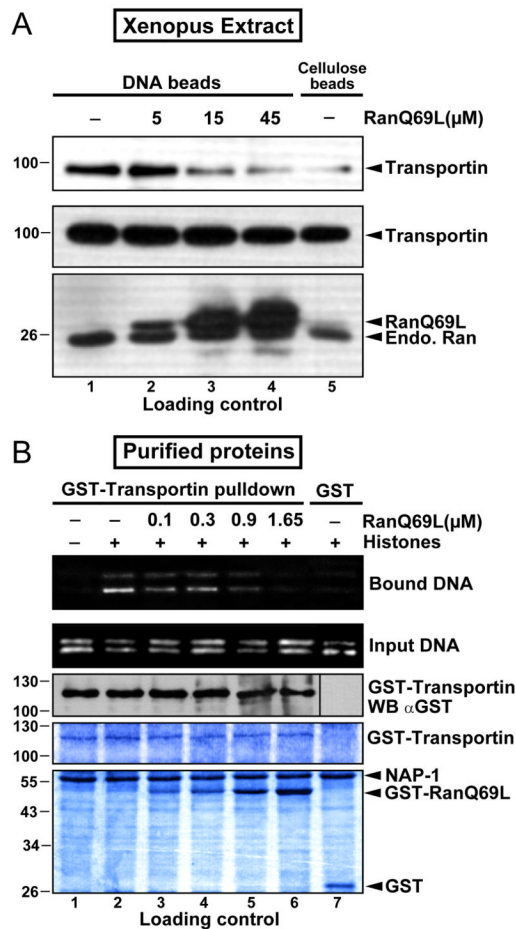 A
Xenopus Extract
DNA beads
Cellulose
beads
– 5 15 45 – RanQ69L(µM)
100
Transportin
100
Transportin
RanQ69L
26
Endo. Ran
1 2 3 4 5
Loading control
B
Purified proteins
GST-Transportin pulldown GST
– – 0.1 0.3 0.9 1.65 – RanQ69L(µM)
– + + + + + + Histones
Bound DNA
Input DNA
130
GST-Transportin
WB αGST
100
130
GST-Transportin
100
NAP-1
55
GST-RanQ69L
43
34
26
GST
1 2 3 4 5 6 7
Loading control